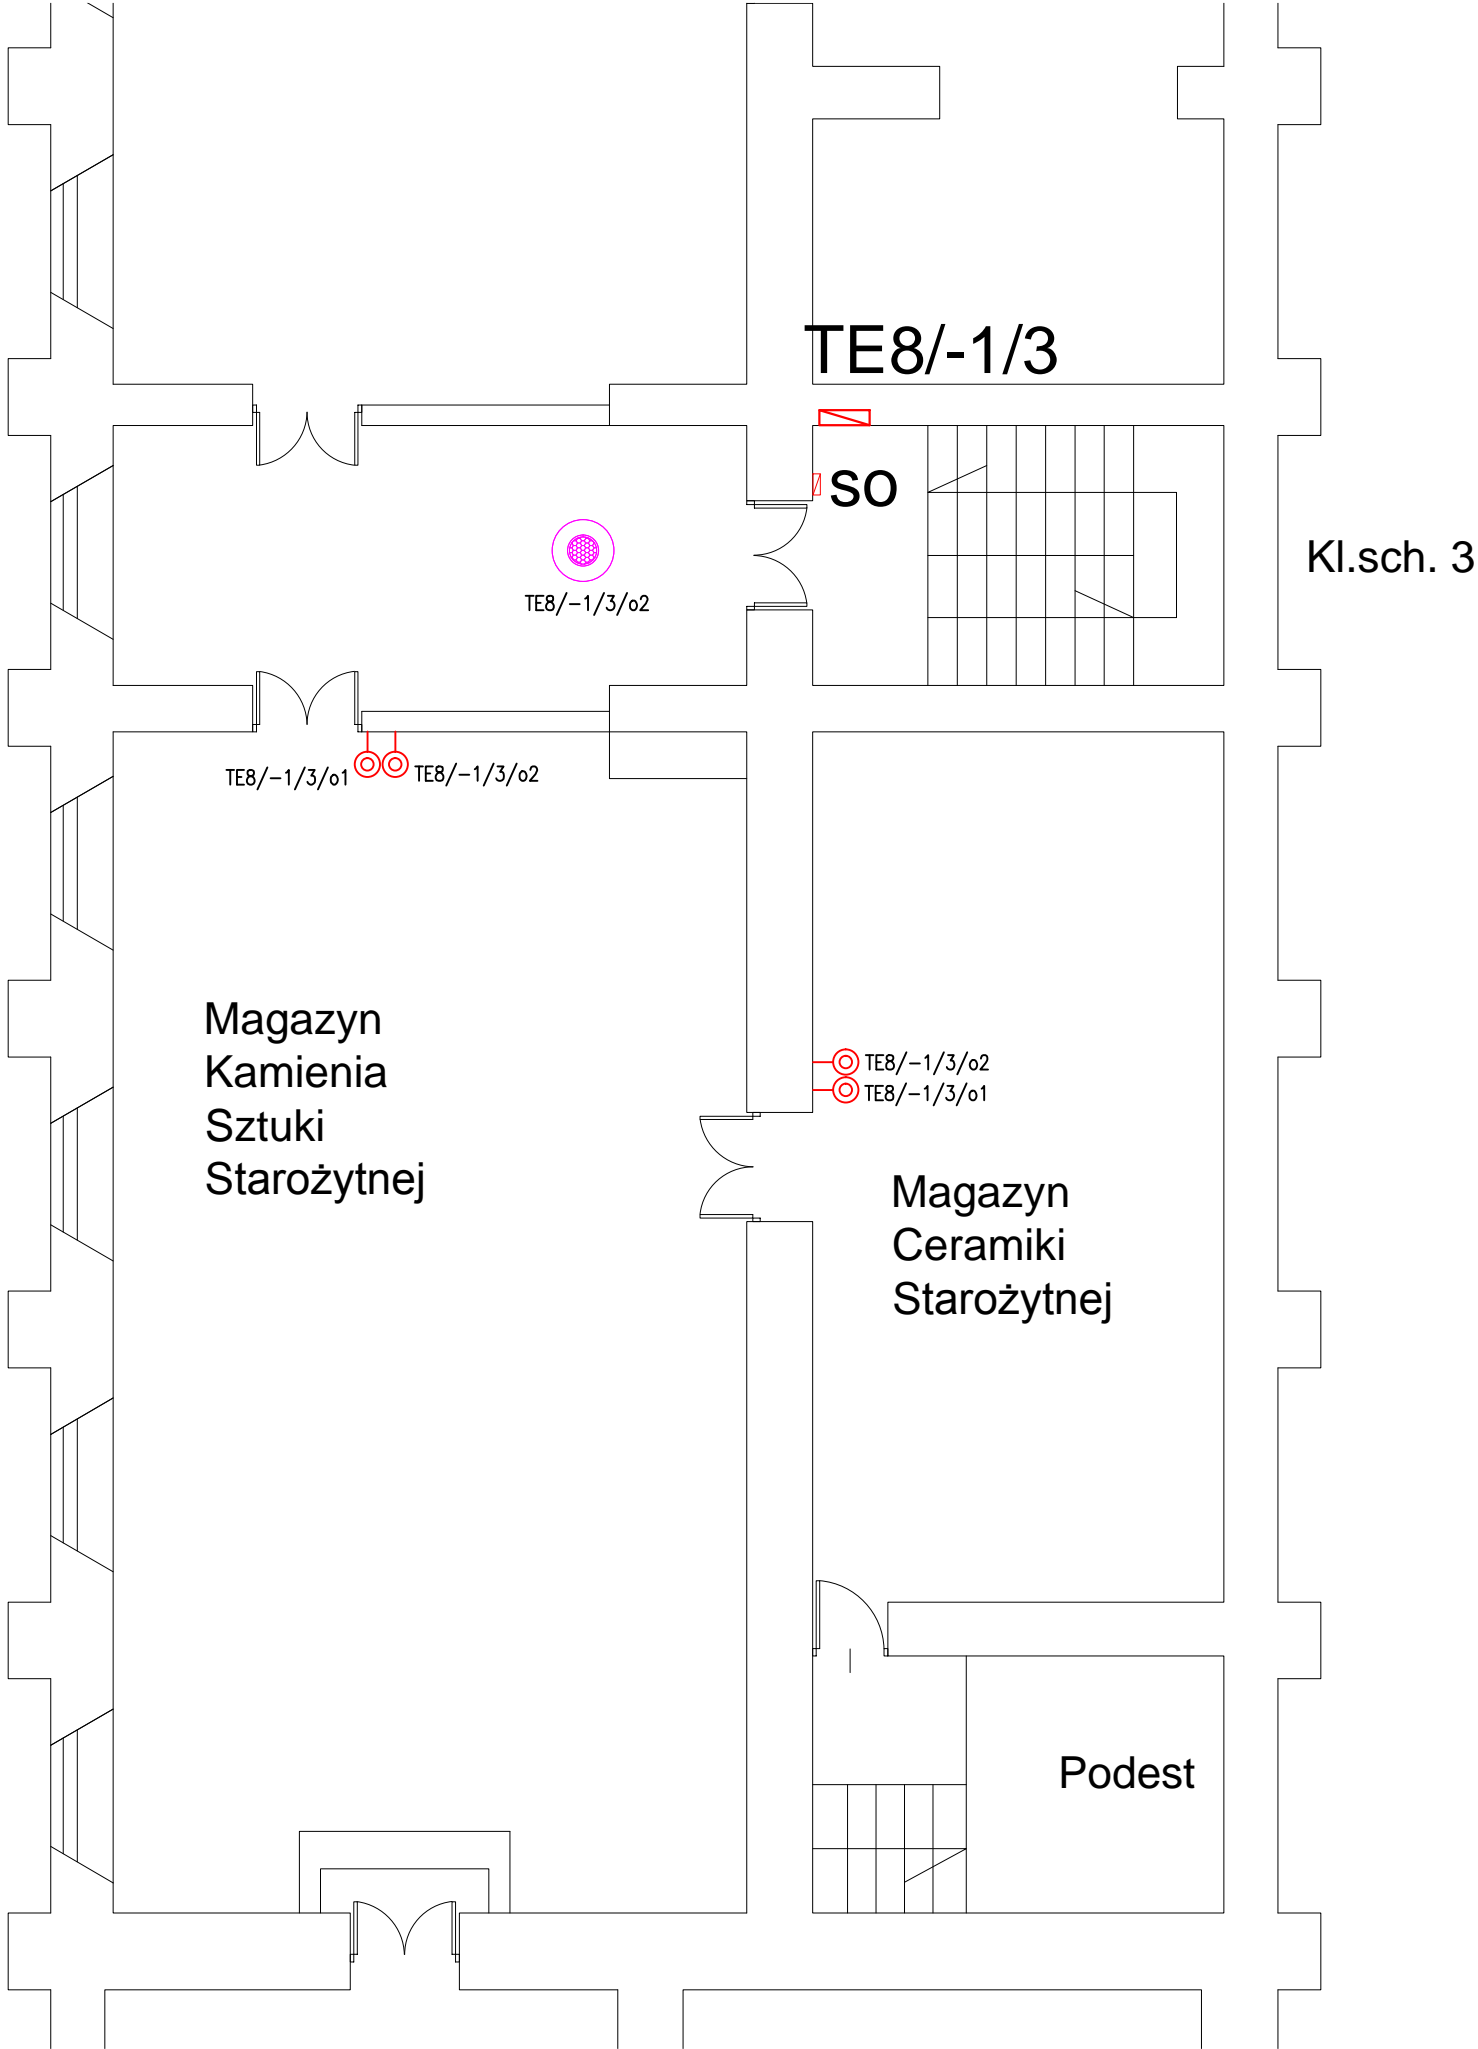 TE8/-1/3
so
Kl.sch. 3
TE8/-1/3/o2
TE8/-1/3/o1
TE8/-1/3/o2
Magazyn
Kamienia
Sztuki
Starożytnej
TE8/-1/3/o2
TE8/-1/3/o1
Magazyn
Ceramiki
Starożytnej
Podest